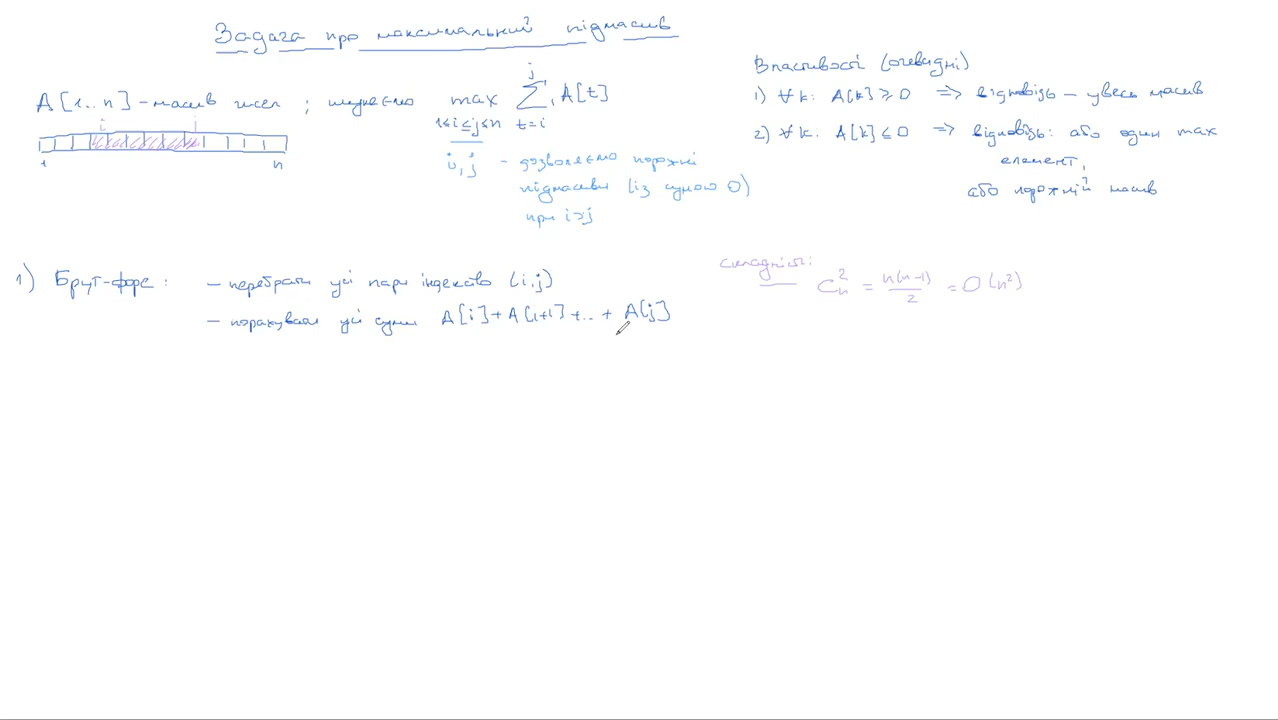 Задача про максимальний підмасив
A[1..n] – масив чисел ; шукаємо max ∑ A[t]
j
1≤i≤j≤n t=i
i j
1 n
i, j – дозволяємо порожні
підмасиви (із сумою 0)
при i>j
Властивості (очевидні)
1) ∀k: A[k] ⩾ 0 => відповідь – увесь масив
2) ∀k: A[k] ≤ 0 => відповідь: або один max
елемент,
або порожній масив
1) Брут-форс: – перебрати усі пари індексів (i,j)
– порахувати усі суми A[i]+A[i+1]+...+A[j]
складність:
C²ₙ = n(n-1)/2 = O(n²)